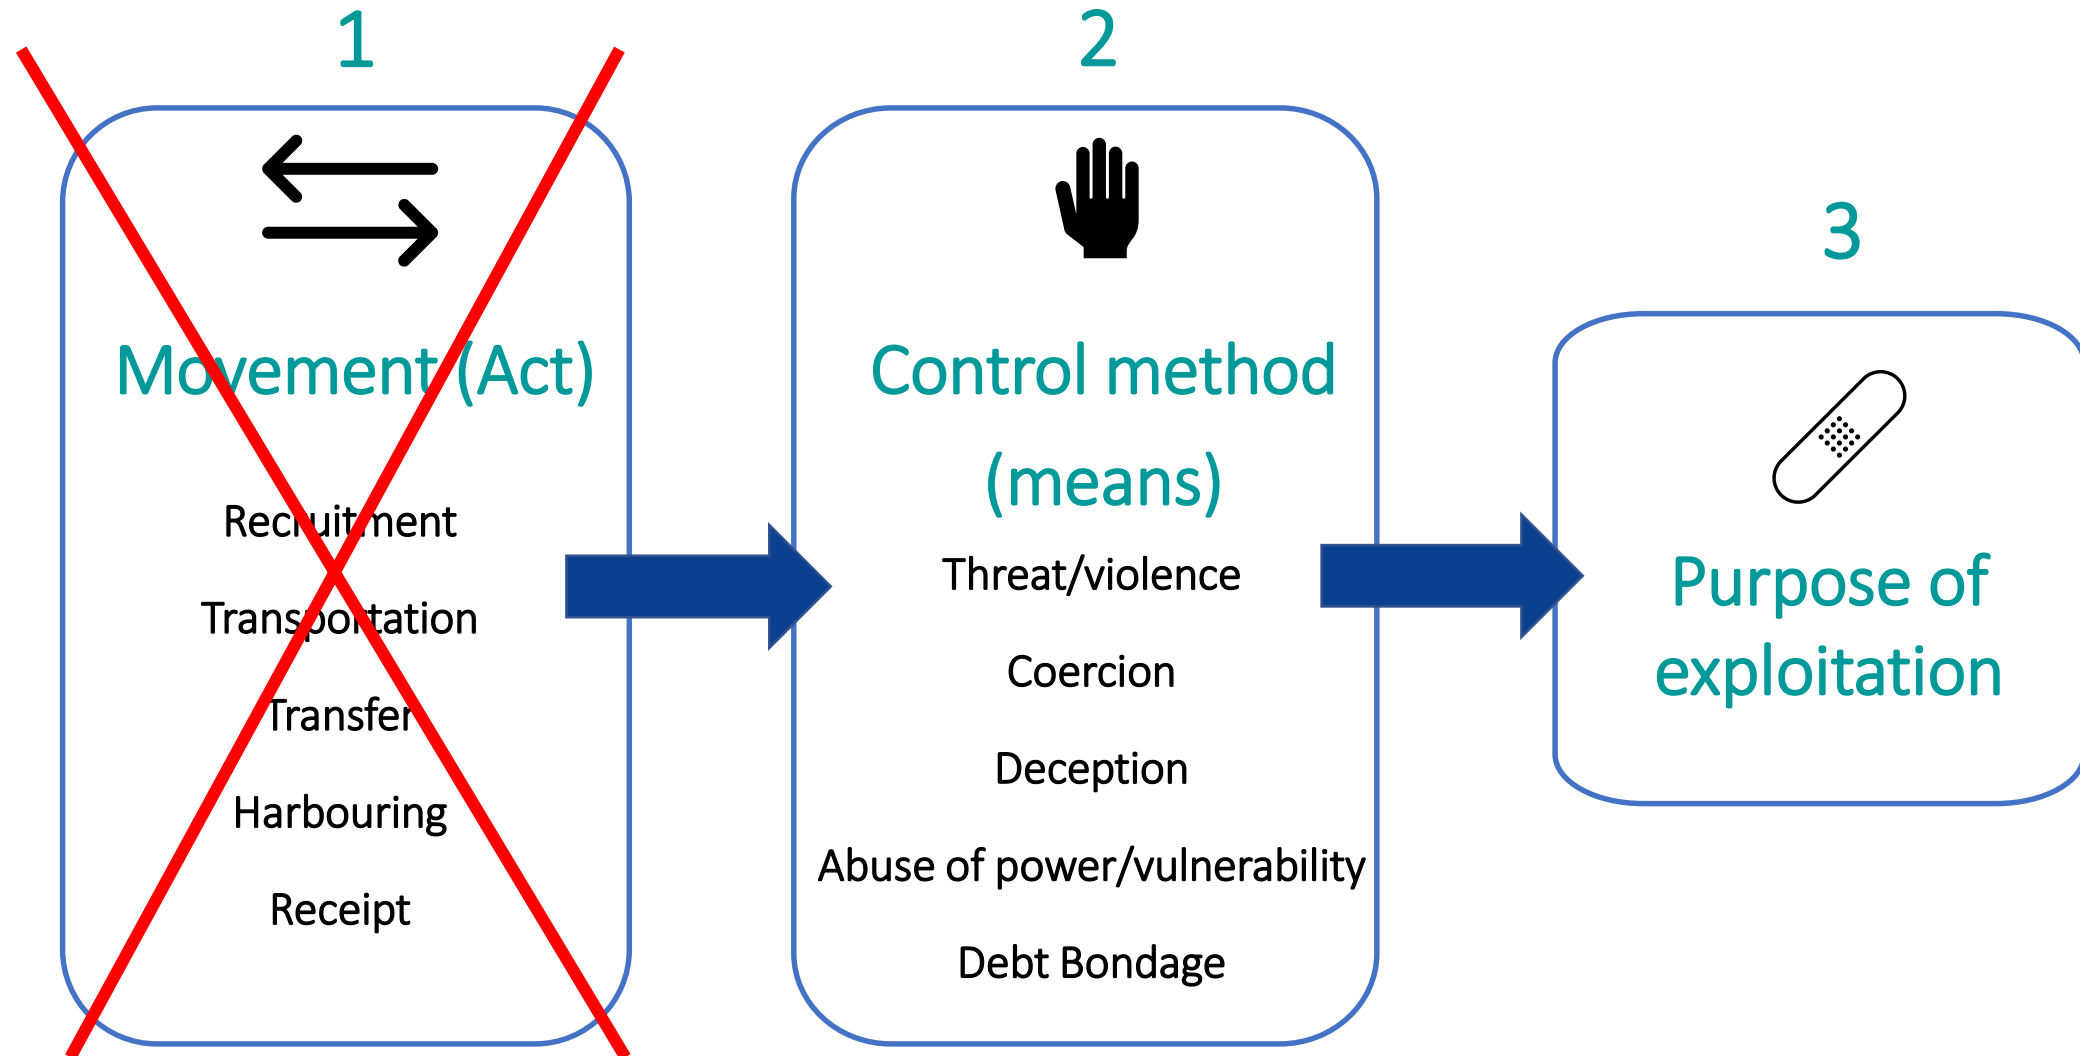 1
Movement (Act)
Recruitment
Transportation
Transfer
Harbouring
Receipt
2
Control method
(means)
Threat/violence
Coercion
Deception
Abuse of power/vulnerability
Debt Bondage
3
Purpose of
exploitation